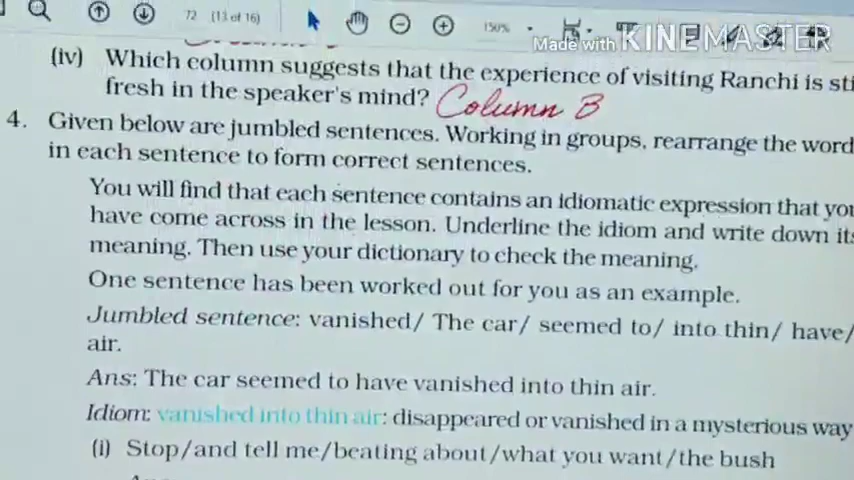 72 (13 of 16) 150%
Made with KINEMASTER
(iv) Which column suggests that the experience of visiting Ranchi is sti
fresh in the speaker's mind? Column B
4. Given below are jumbled sentences. Working in groups, rearrange the word
in each sentence to form correct sentences.
You will find that each sentence contains an idiomatic expression that you
have come across in the lesson. Underline the idiom and write down its
meaning. Then use your dictionary to check the meaning.
One sentence has been worked out for you as an example.
Jumbled sentence: vanished/ The car/ seemed to/ into thin/ have/
air.
Ans: The car seemed to have vanished into thin air.
Idiom: vanished into thin air: disappeared or vanished in a mysterious way
(i) Stop/and tell me/beating about/what you want/the bush